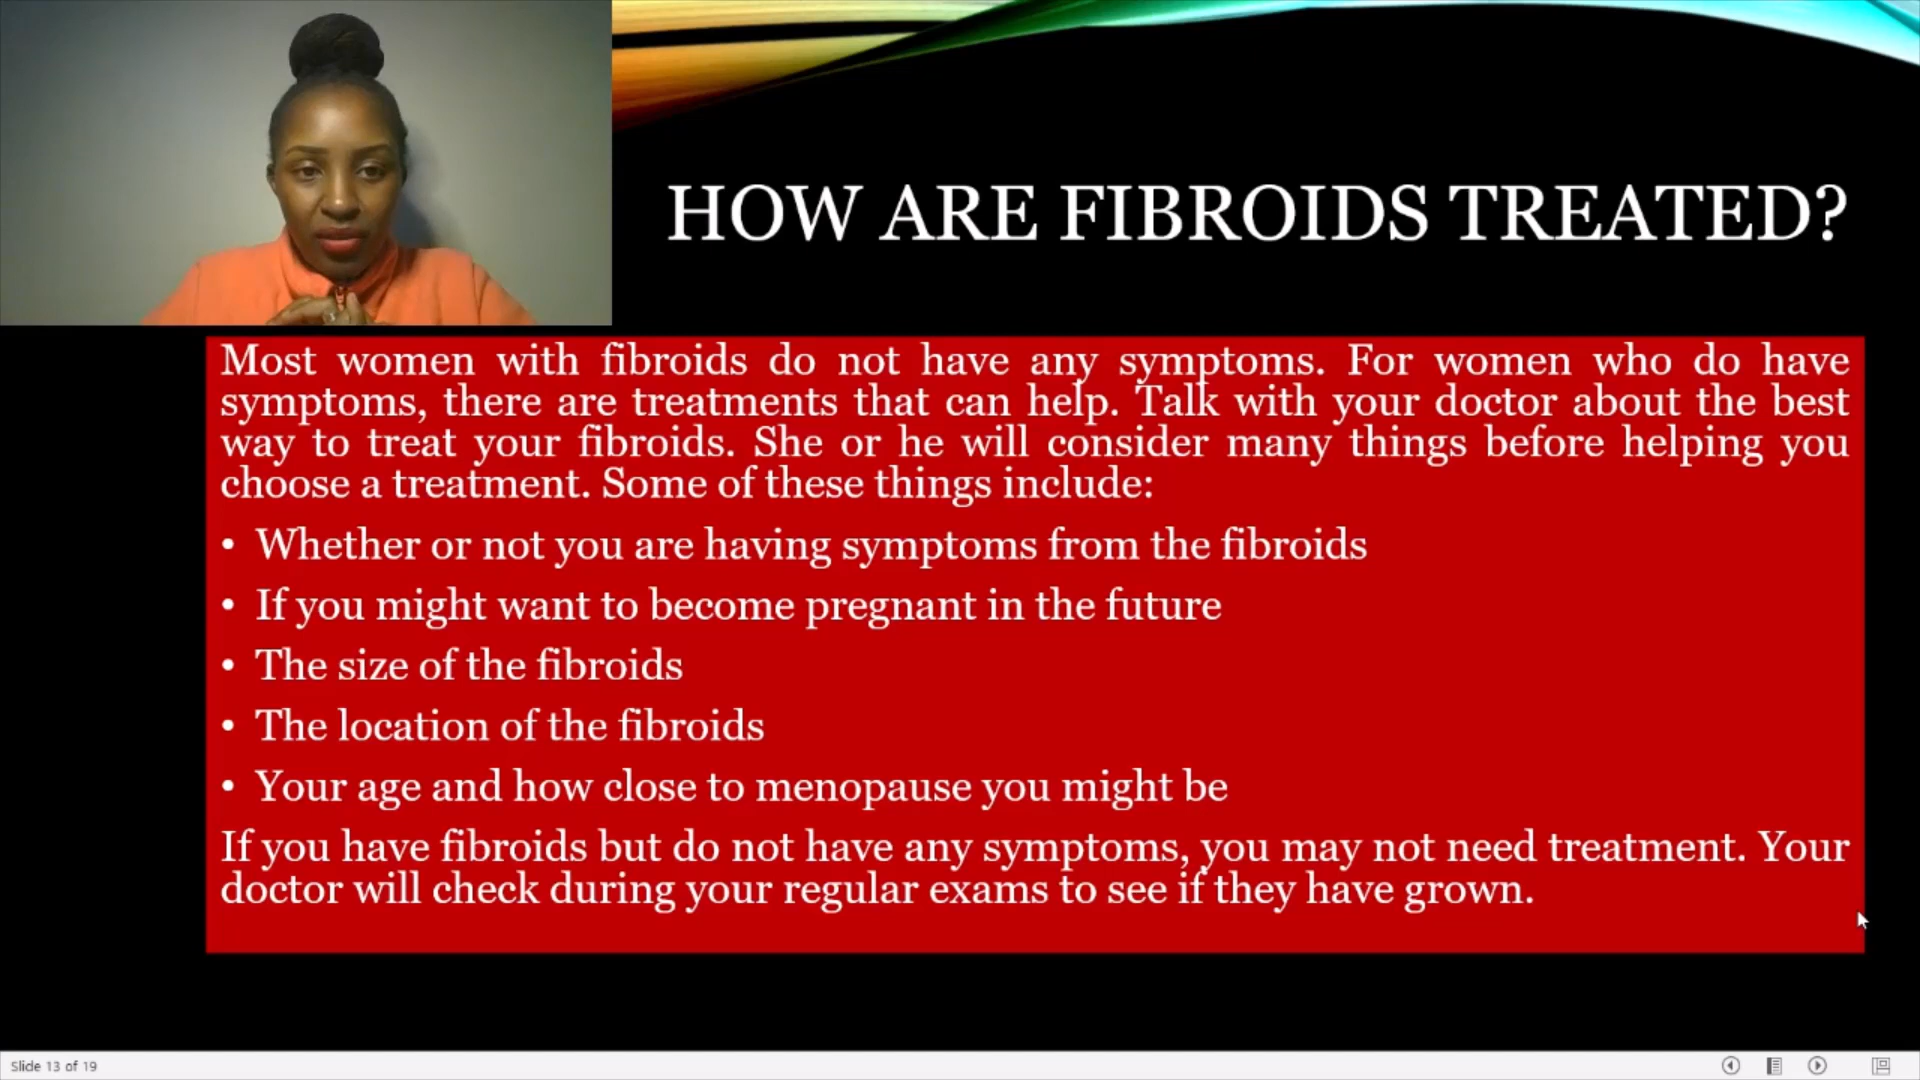 HOW ARE FIBROIDS TREATED?
Most women with fibroids do not have any symptoms. For women who do have
symptoms, there are treatments that can help. Talk with your doctor about the best
way to treat your fibroids. She or he will consider many things before helping you
choose a treatment. Some of these things include:
• Whether or not you are having symptoms from the fibroids
• If you might want to become pregnant in the future
• The size of the fibroids
• The location of the fibroids
• Your age and how close to menopause you might be
If you have fibroids but do not have any symptoms, you may not need treatment. Your
doctor will check during your regular exams to see if they have grown.
Slide 13 of 19